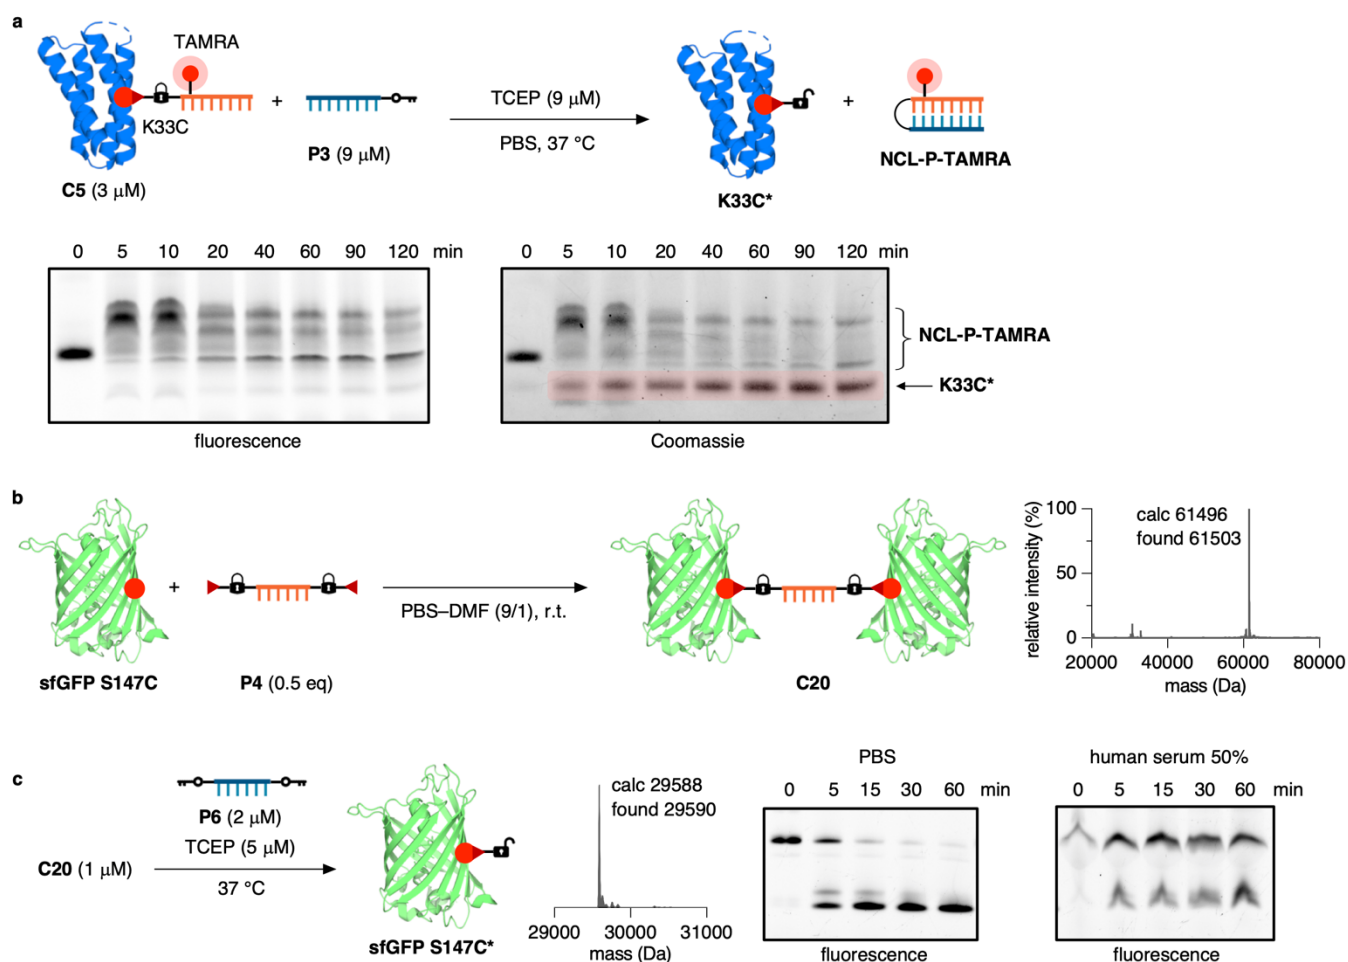 a
TAMRA
K33C
C5 (3 μM)
+
P3 (9 μM)
TCEP (9 μM)
PBS, 37 °C
K33C*
+
NCL-P-TAMRA
0 5 10 20 40 60 90 120 min
fluorescence
0 5 10 20 40 60 90 120 min
NCL-P-TAMRA
K33C*
Coomassie
b
sfGFP S147C
+
P4 (0.5 eq)
PBS–DMF (9/1), r.t.
C20
relative intensity (%)
100
50
0
calc 61496
found 61503
20000 40000 60000 80000
mass (Da)
c
C20 (1 μM)
P6 (2 μM)
TCEP (5 μM)
37 °C
sfGFP S147C*
calc 29588
found 29590
29000 30000 31000
mass (Da)
PBS
0 5 15 30 60 min
fluorescence
human serum 50%
0 5 15 30 60 min
fluorescence